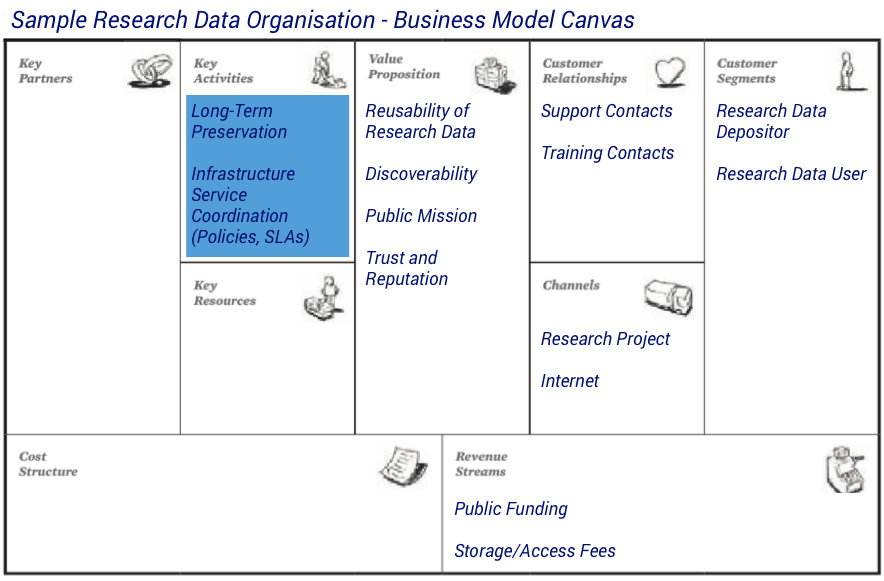 Sample Research Data Organisation - Business Model Canvas
Key
Partners
Key
Activities
Long-Term
Preservation
Infrastructure
Service
Coordination
(Policies, SLAs)
Key
Resources
Value
Proposition
Reusability of
Research Data
Discoverability
Public Mission
Trust and
Reputation
Customer
Relationships
Support Contacts
Training Contacts
Channels
Research Project
Internet
Customer
Segments
Research Data
Depositor
Research Data User
Cost
Structure
Revenue
Streams
Public Funding
Storage/Access Fees